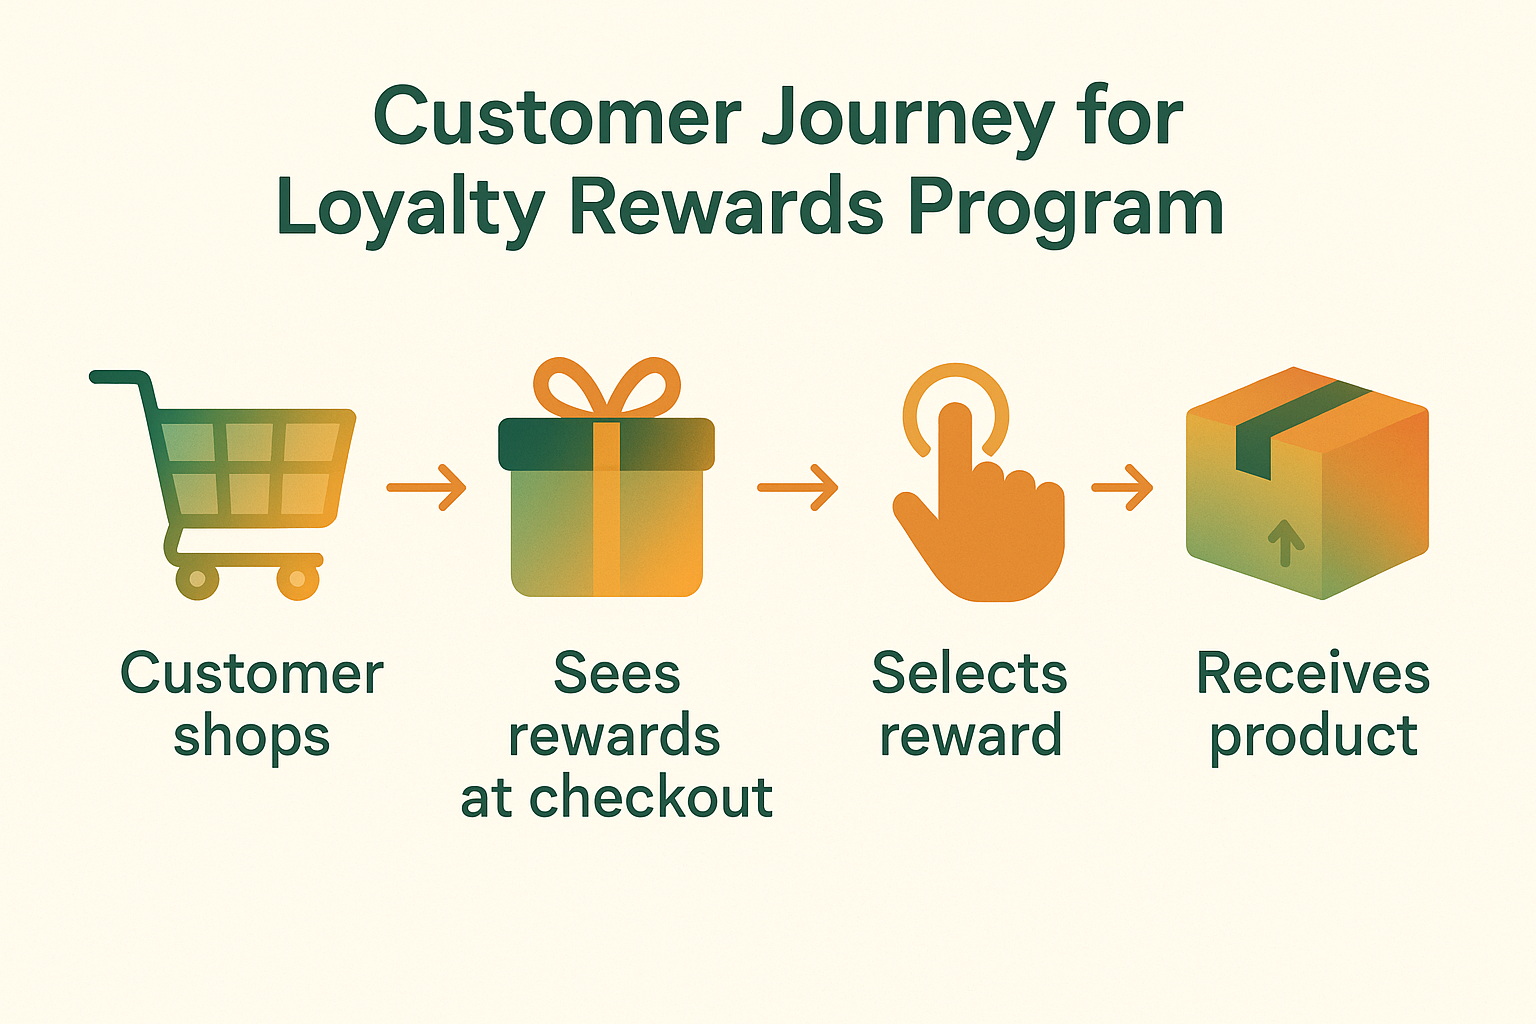 Customer Journey for
Loyalty Rewards Program
Customer
shops
Sees
rewards
at checkout
Selects
reward
Receives
product